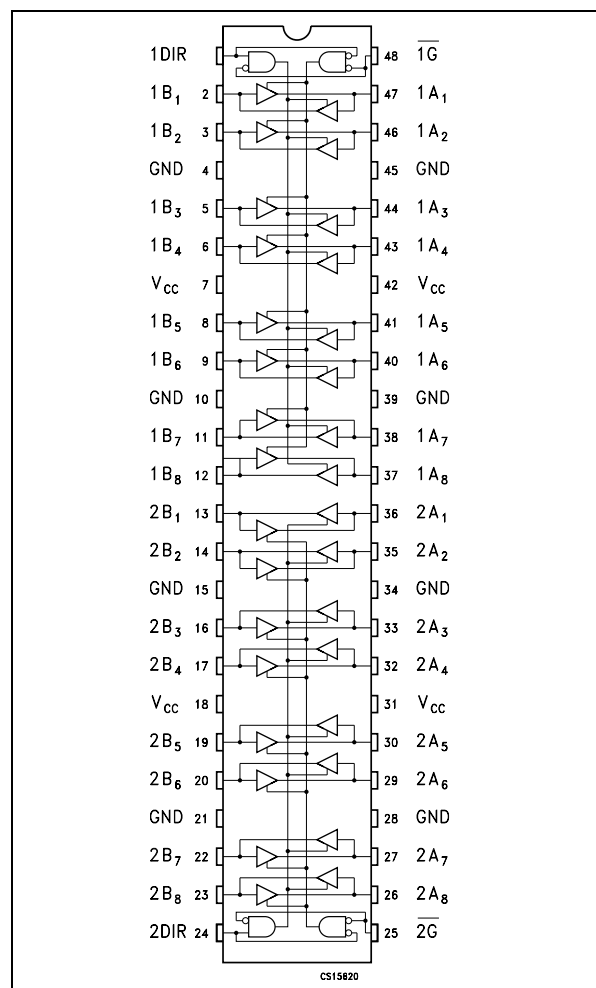 1DIR 48 1G
1B1 2 47 1A1
1B2 3 46 1A2
GND 4 45 GND
1B3 5 44 1A3
1B4 6 43 1A4
VCC 7 42 VCC
1B5 8 41 1A5
1B6 9 40 1A6
GND 10 39 GND
1B7 11 38 1A7
1B8 12 37 1A8
2B1 13 36 2A1
2B2 14 35 2A2
GND 15 34 GND
2B3 16 33 2A3
2B4 17 32 2A4
VCC 18 31 VCC
2B5 19 30 2A5
2B6 20 29 2A6
GND 21 28 GND
2B7 22 27 2A7
2B8 23 26 2A8
2DIR 24 25 2G
CS15820